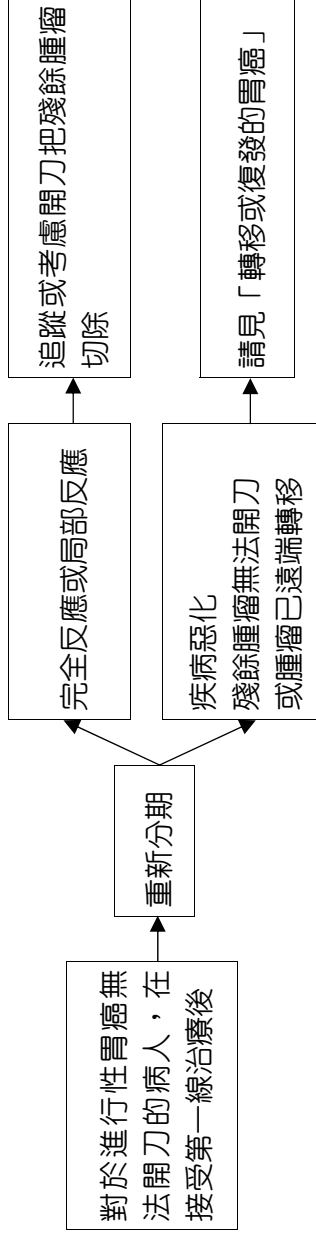 對於進行性胃癌無
法開刀的病人，在
接受第一線治療後
重新分期
完全反應或局部反應
追蹤或考慮開刀把殘餘腫瘤
切除
疾病惡化
殘餘腫瘤無法開刀
或腫瘤已遠端轉移
請見「轉移或復發的胃癌」